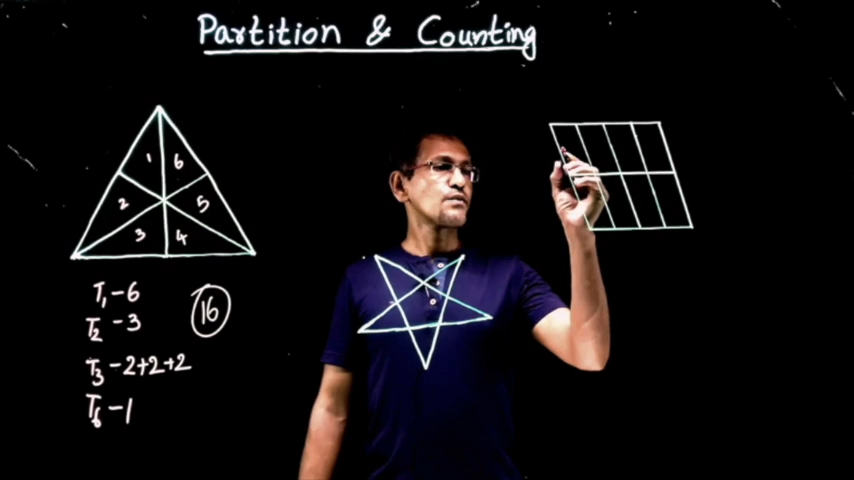 Partition & Counting
1 6
2 5
3 4
T1 - 6
T2 - 3
16
T3 - 2+2+2
T6 - 1